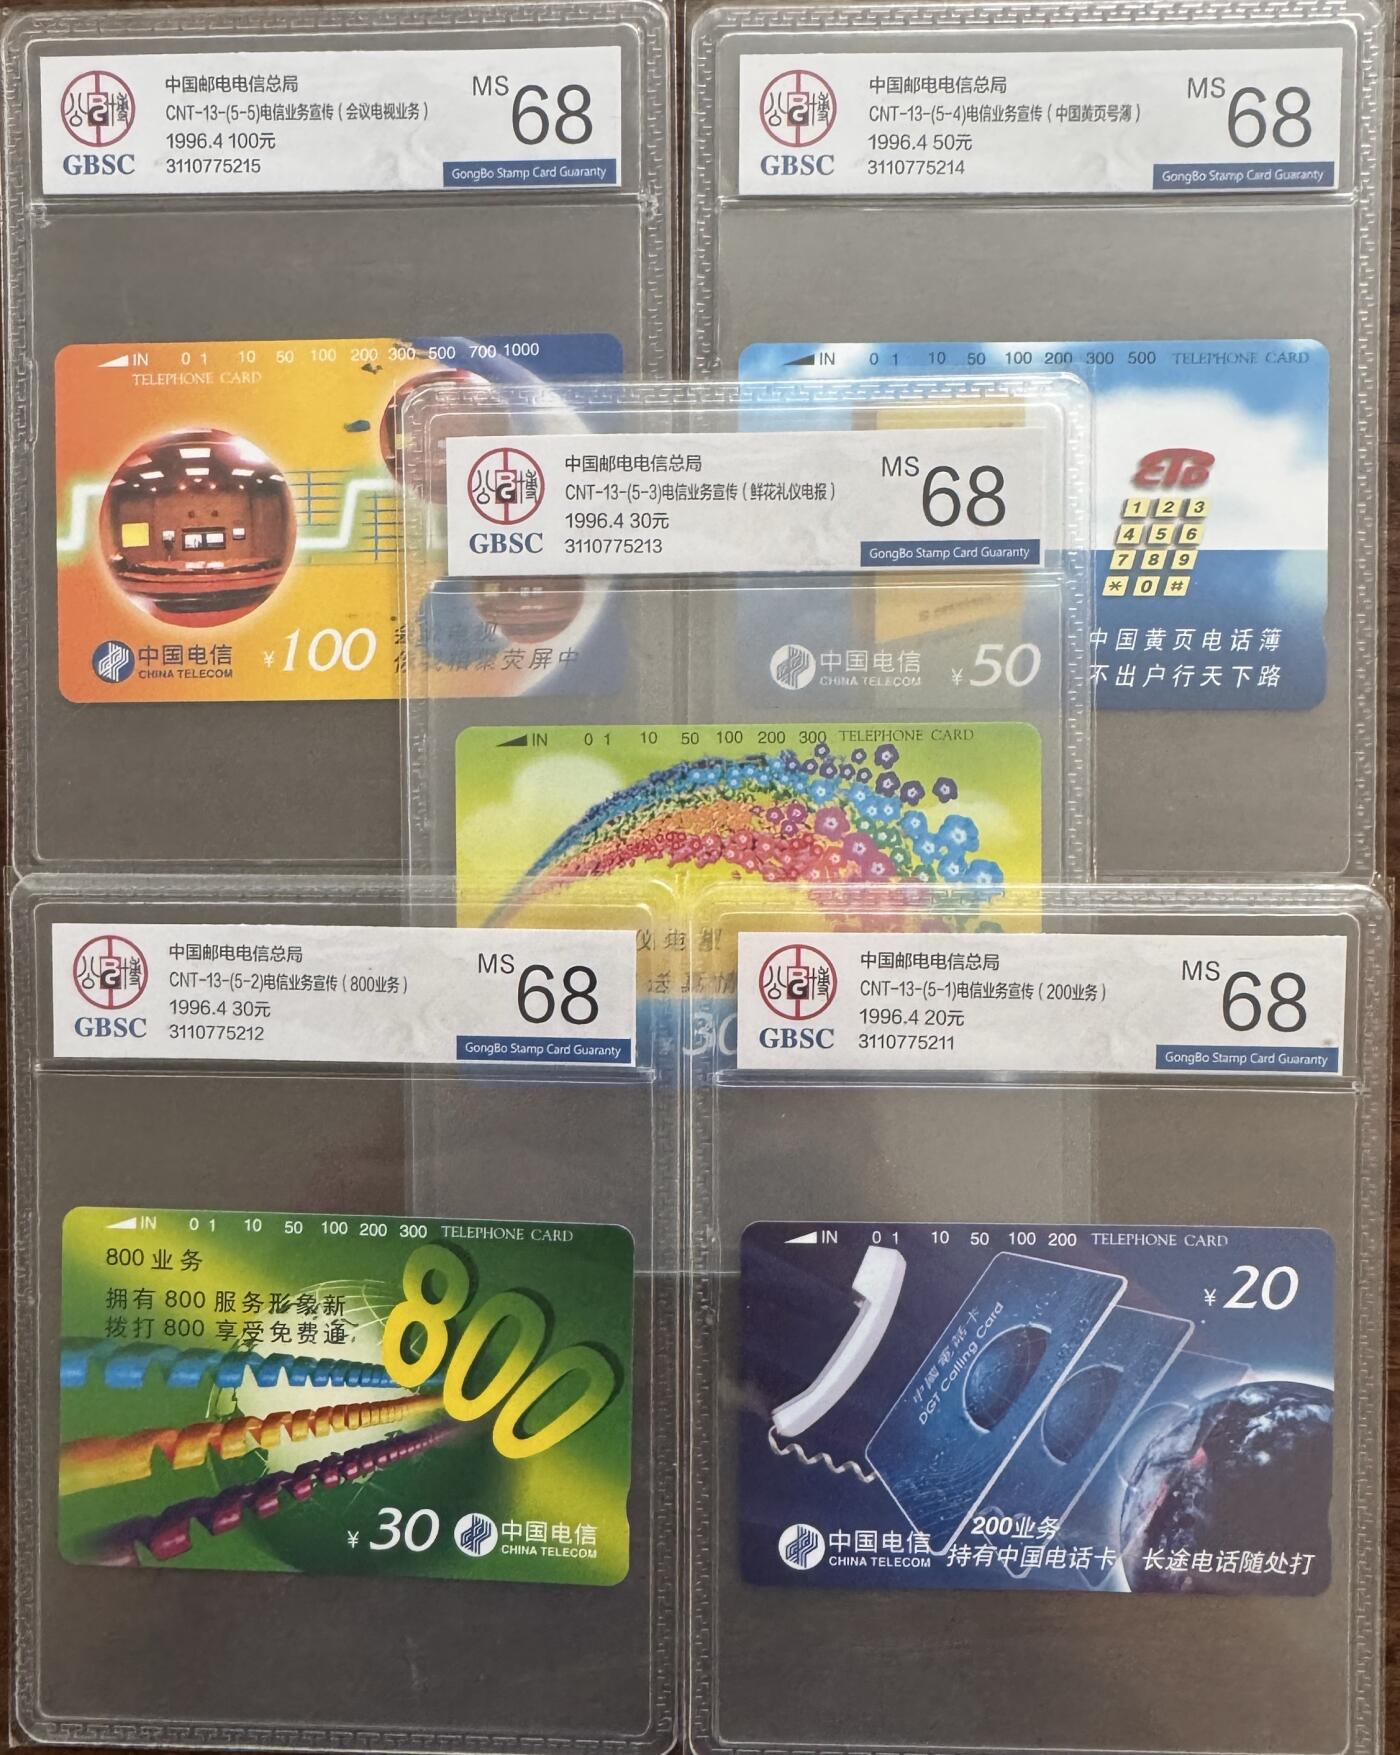 中国邮电电信总局
CNT-13-(5-5)电信业务宣传（会议电视业务）
1996.4 100元
3110775215
MS 68
GBSC
GongBo Stamp Card Guaranty
IN 0 1 10 50 100 200 300 500 700 1000
TELEPHONE CARD
中国电信
CHINA TELECOM
¥100
荧屏中
中国邮电电信总局
CNT-13-(5-4)电信业务宣传（中国黄页号薄）
1996.4 50元
3110775214
MS 68
GBSC
GongBo Stamp Card Guaranty
IN 0 1 10 50 100 200 300 500 TELEPHONE CARD
1 2 3
4 5 6
7 8 9
* 0 #
中国电信
CHINA TELECOM
¥50
中国黄页电话簿
不出户行天下路
中国邮电电信总局
CNT-13-(5-3)电信业务宣传（鲜花礼仪电报）
1996.4 30元
3110775213
MS 68
GBSC
GongBo Stamp Card Guaranty
IN 0 1 10 50 100 200 300 TELEPHONE CARD
30
中国邮电电信总局
CNT-13-(5-2)电信业务宣传（800业务）
1996.4 30元
3110775212
MS 68
GBSC
GongBo Stamp Card Guaranty
IN 0 1 10 50 100 200 300 TELEPHONE CARD
800业务
拥有800服务形象新
拨打800享受免费通
800
¥30
中国电信
CHINA TELECOM
中国邮电电信总局
CNT-13-(5-1)电信业务宣传（200业务）
1996.4 20元
3110775211
MS 68
GBSC
GongBo Stamp Card Guaranty
IN 0 1 10 50 100 200 TELEPHONE CARD
¥20
中國電話卡
DGT Calling Card
中国电信
CHINA TELECOM
200业务
持有中国电话卡 长途电话随处打